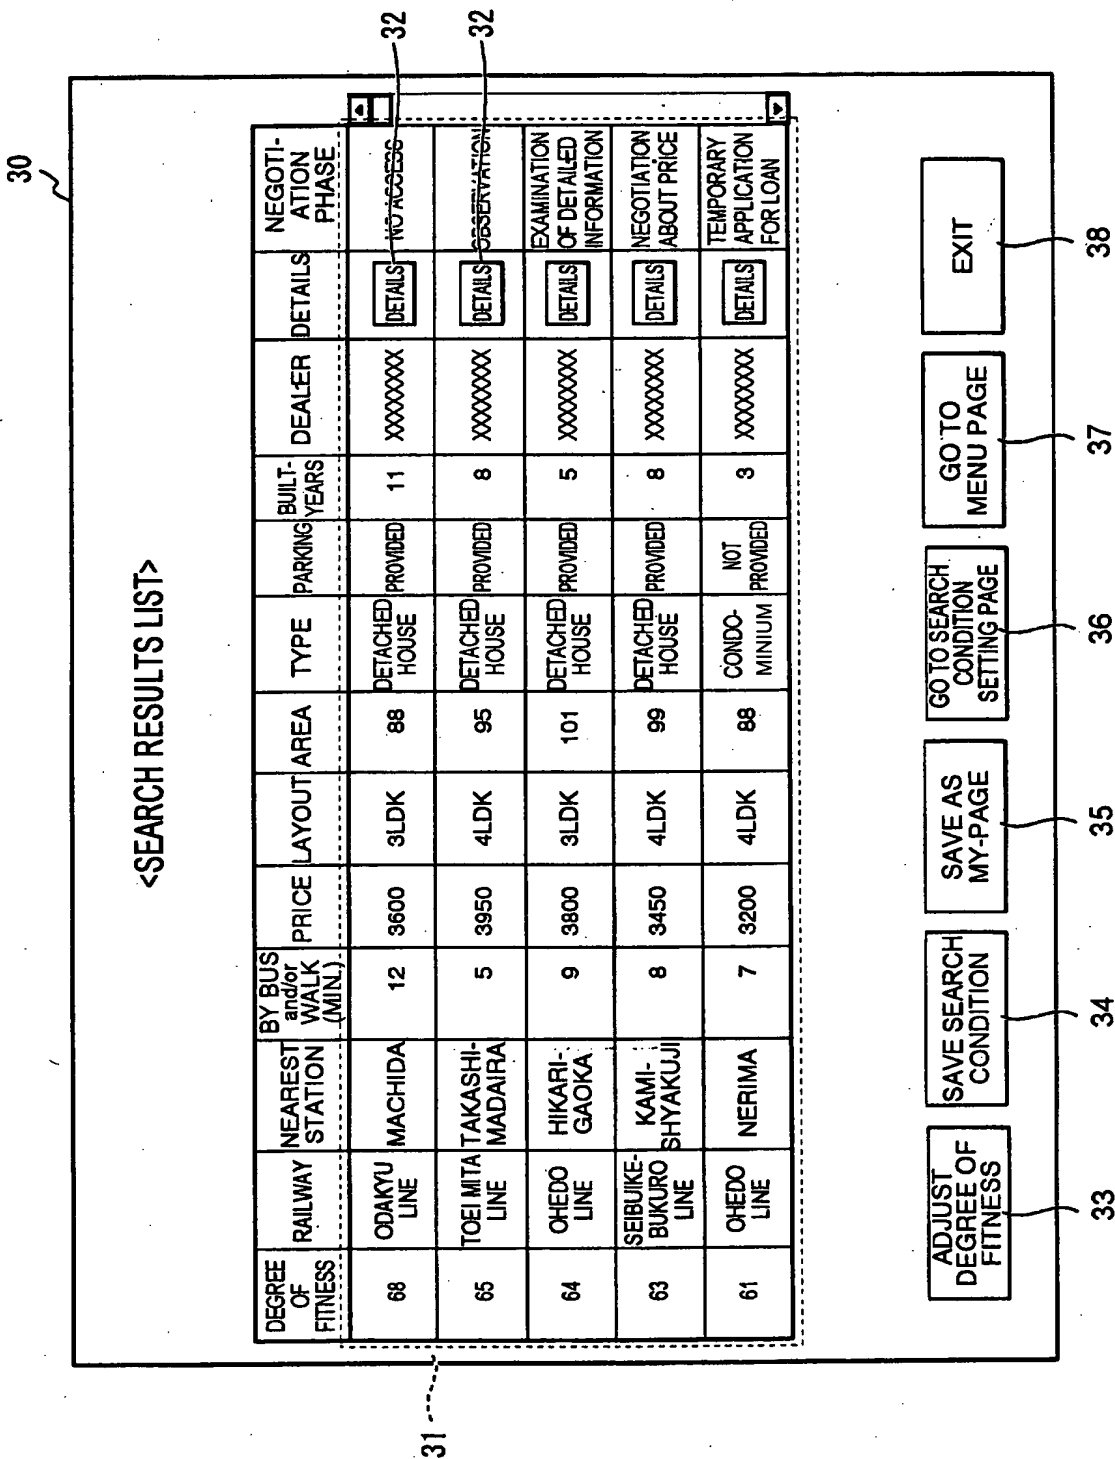 30
<SEARCH RESULTS LIST>
DEGREE OF FITNESS | RAILWAY | NEAREST STATION | BY BUS and/or WALK (MIN.) | PRICE | LAYOUT | AREA | TYPE | PARKING | BUILT-YEARS | DEALER | DETAILS | NEGOTI-ATION PHASE
68 | ODAKYU LINE | MACHIDA | 12 | 3600 | 3LDK | 88 | DETACHED HOUSE | PROVIDED | 11 | XXXXXXX | DETAILS | NO ACCESS
65 | TOEI MITA LINE | TAKASHI-MADAIRA | 5 | 3950 | 4LDK | 95 | DETACHED HOUSE | PROVIDED | 8 | XXXXXXX | DETAILS | OBSERVATION
64 | OHEDO LINE | HIKARI-GAOKA | 9 | 3800 | 3LDK | 101 | DETACHED HOUSE | PROVIDED | 5 | XXXXXXX | DETAILS | EXAMINATION OF DETAILED INFORMATION
63 | SEIBUIKE-BUKURO LINE | KAMI-SHYAKUJI | 8 | 3450 | 4LDK | 99 | DETACHED HOUSE | PROVIDED | 8 | XXXXXXX | DETAILS | NEGOTIATION ABOUT PRICE
61 | OHEDO LINE | NERIMA | 7 | 3200 | 4LDK | 88 | CONDO-MINIUM | NOT PROVIDED | 3 | XXXXXXX | DETAILS | TEMPORARY APPLICATION FOR LOAN
31
32
32
ADJUST DEGREE OF FITNESS
SAVE SEARCH CONDITION
SAVE AS MY-PAGE
GO TO SEARCH CONDITION SETTING PAGE
GO TO MENU PAGE
EXIT
33
34
35
36
37
38